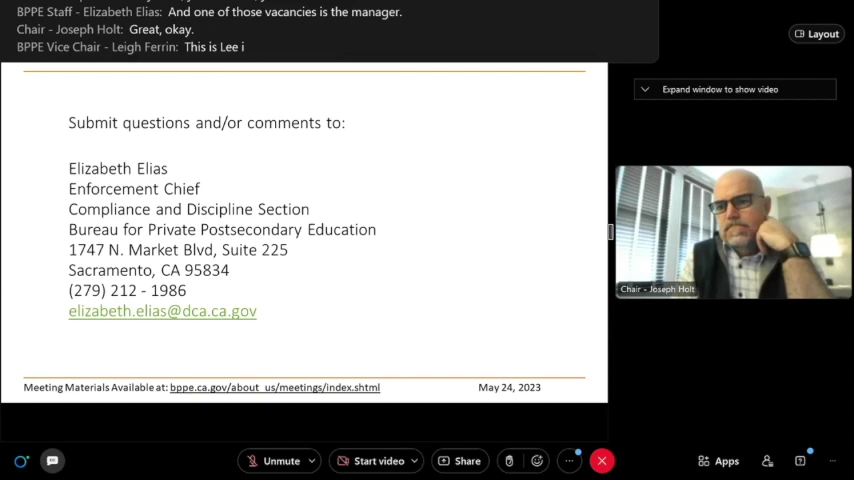 BPPE Staff - Elizabeth Elias: And one of those vacancies is the manager.
Chair - Joseph Holt: Great, okay.
BPPE Vice Chair - Leigh Ferrin: This is Lee i
Layout
Expand window to show video
Submit questions and/or comments to:
Elizabeth Elias
Enforcement Chief
Compliance and Discipline Section
Bureau for Private Postsecondary Education
1747 N. Market Blvd, Suite 225
Sacramento, CA 95834
(279) 212 - 1986
elizabeth.elias@dca.ca.gov
Chair - Joseph Holt
Meeting Materials Available at: bppe.ca.gov/about_us/meetings/index.shtml May 24, 2023
Unmute Start video Share Apps